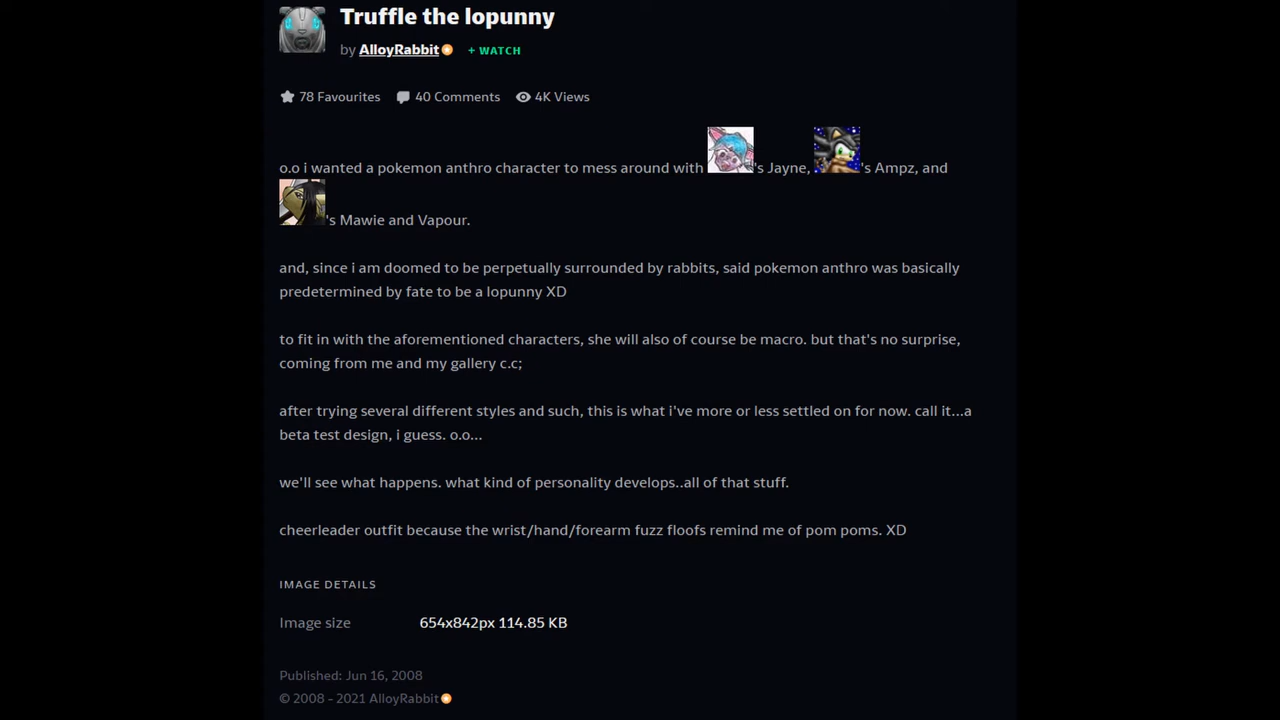 Truffle the lopunny
by AlloyRabbit + WATCH
78 Favourites 40 Comments 4K Views
o.o i wanted a pokemon anthro character to mess around with 's Jayne, 's Ampz, and
's Mawie and Vapour.
and, since i am doomed to be perpetually surrounded by rabbits, said pokemon anthro was basically
predetermined by fate to be a lopunny XD
to fit in with the aforementioned characters, she will also of course be macro. but that's no surprise,
coming from me and my gallery c.c;
after trying several different styles and such, this is what i've more or less settled on for now. call it...a
beta test design, i guess. o.o...
we'll see what happens. what kind of personality develops..all of that stuff.
cheerleader outfit because the wrist/hand/forearm fuzz floofs remind me of pom poms. XD
IMAGE DETAILS
Image size 654x842px 114.85 KB
Published: Jun 16, 2008
© 2008 - 2021 AlloyRabbit